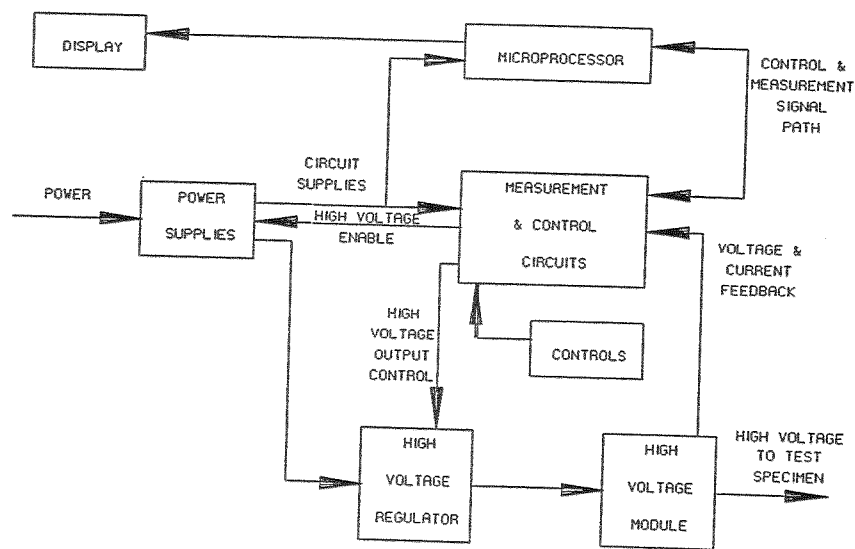 DISPLAY
MICROPROCESSOR
CONTROL &
MEASUREMENT
SIGNAL
PATH
CIRCUIT
SUPPLIES
POWER
POWER
SUPPLIES
HIGH VOLTAGE
ENABLE
MEASUREMENT
& CONTROL
CIRCUITS
VOLTAGE &
CURRENT
FEEDBACK
HIGH
VOLTAGE
OUTPUT
CONTROL
CONTROLS
HIGH
VOLTAGE
REGULATOR
HIGH
VOLTAGE
MODULE
HIGH VOLTAGE
TO TEST
SPECIMEN